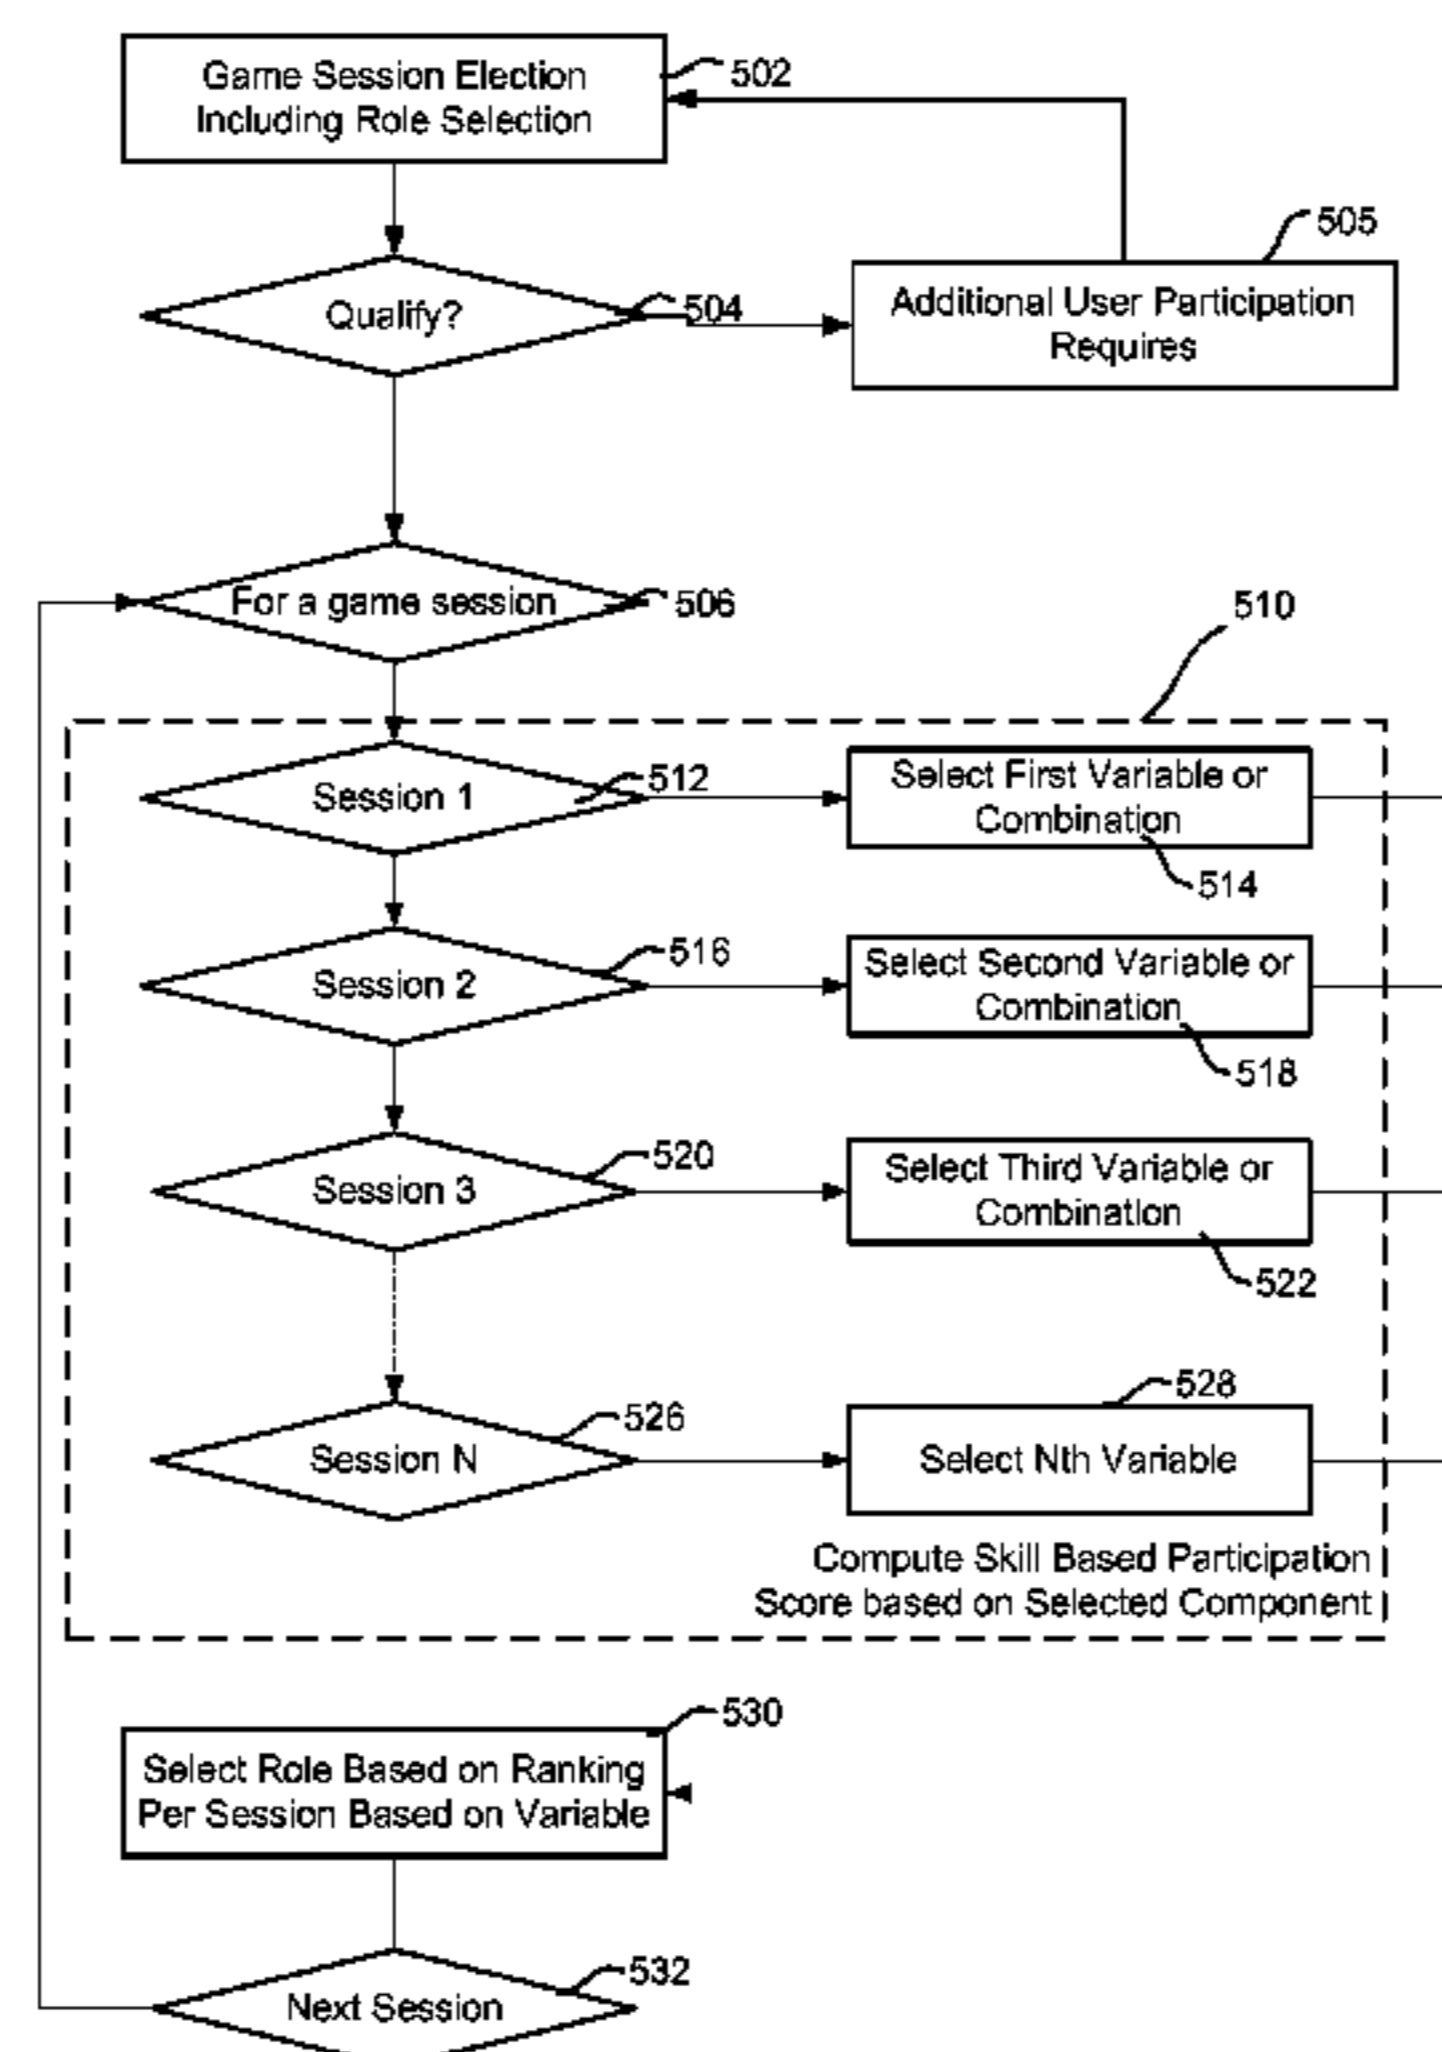 Game Session Election
Including Role Selection
502
505
Qualify?
504
Additional User Participation
Requires
For a game session
506
510
Session 1
512
Select First Variable or
Combination
514
Session 2
516
Select Second Variable or
Combination
518
Session 3
520
Select Third Variable or
Combination
522
Session N
526
528
Select Nth Variable
Compute Skill Based Participation
Score based on Selected Component
530
Select Role Based on Ranking
Per Session Based on Variable
532
Next Session